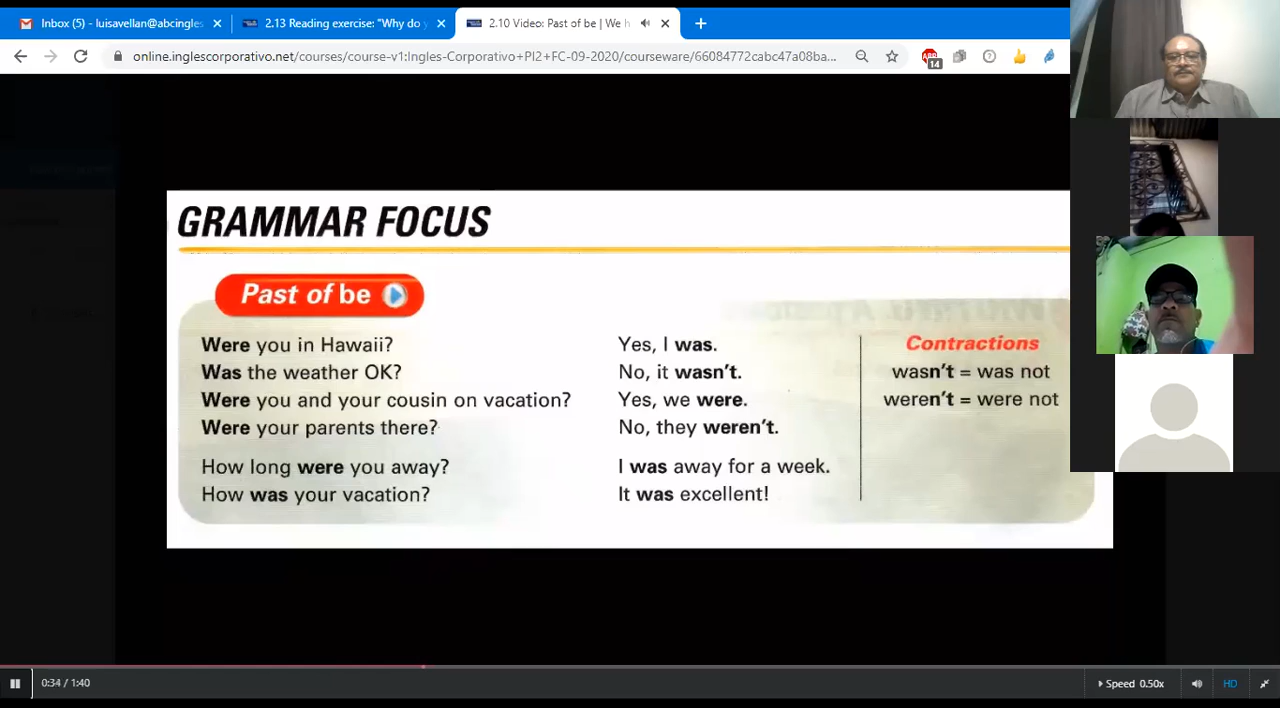 Inbox (5) - luisavellan@abcingles
2.13 Reading exercise: "Why do
2.10 Video: Past of be | We h
online.inglescorporativo.net/courses/course-v1:Ingles-Corporativo+PI2+FC-09-2020/courseware/66084772cabc47a08ba...
14
GRAMMAR FOCUS
Past of be
Were you in Hawaii? Yes, I was. Contractions
Was the weather OK? No, it wasn't. wasn't = was not
Were you and your cousin on vacation? Yes, we were. weren't = were not
Were your parents there? No, they weren't.
How long were you away? I was away for a week.
How was your vacation? It was excellent!
0:34 / 1:40
Speed 0.50x
HD